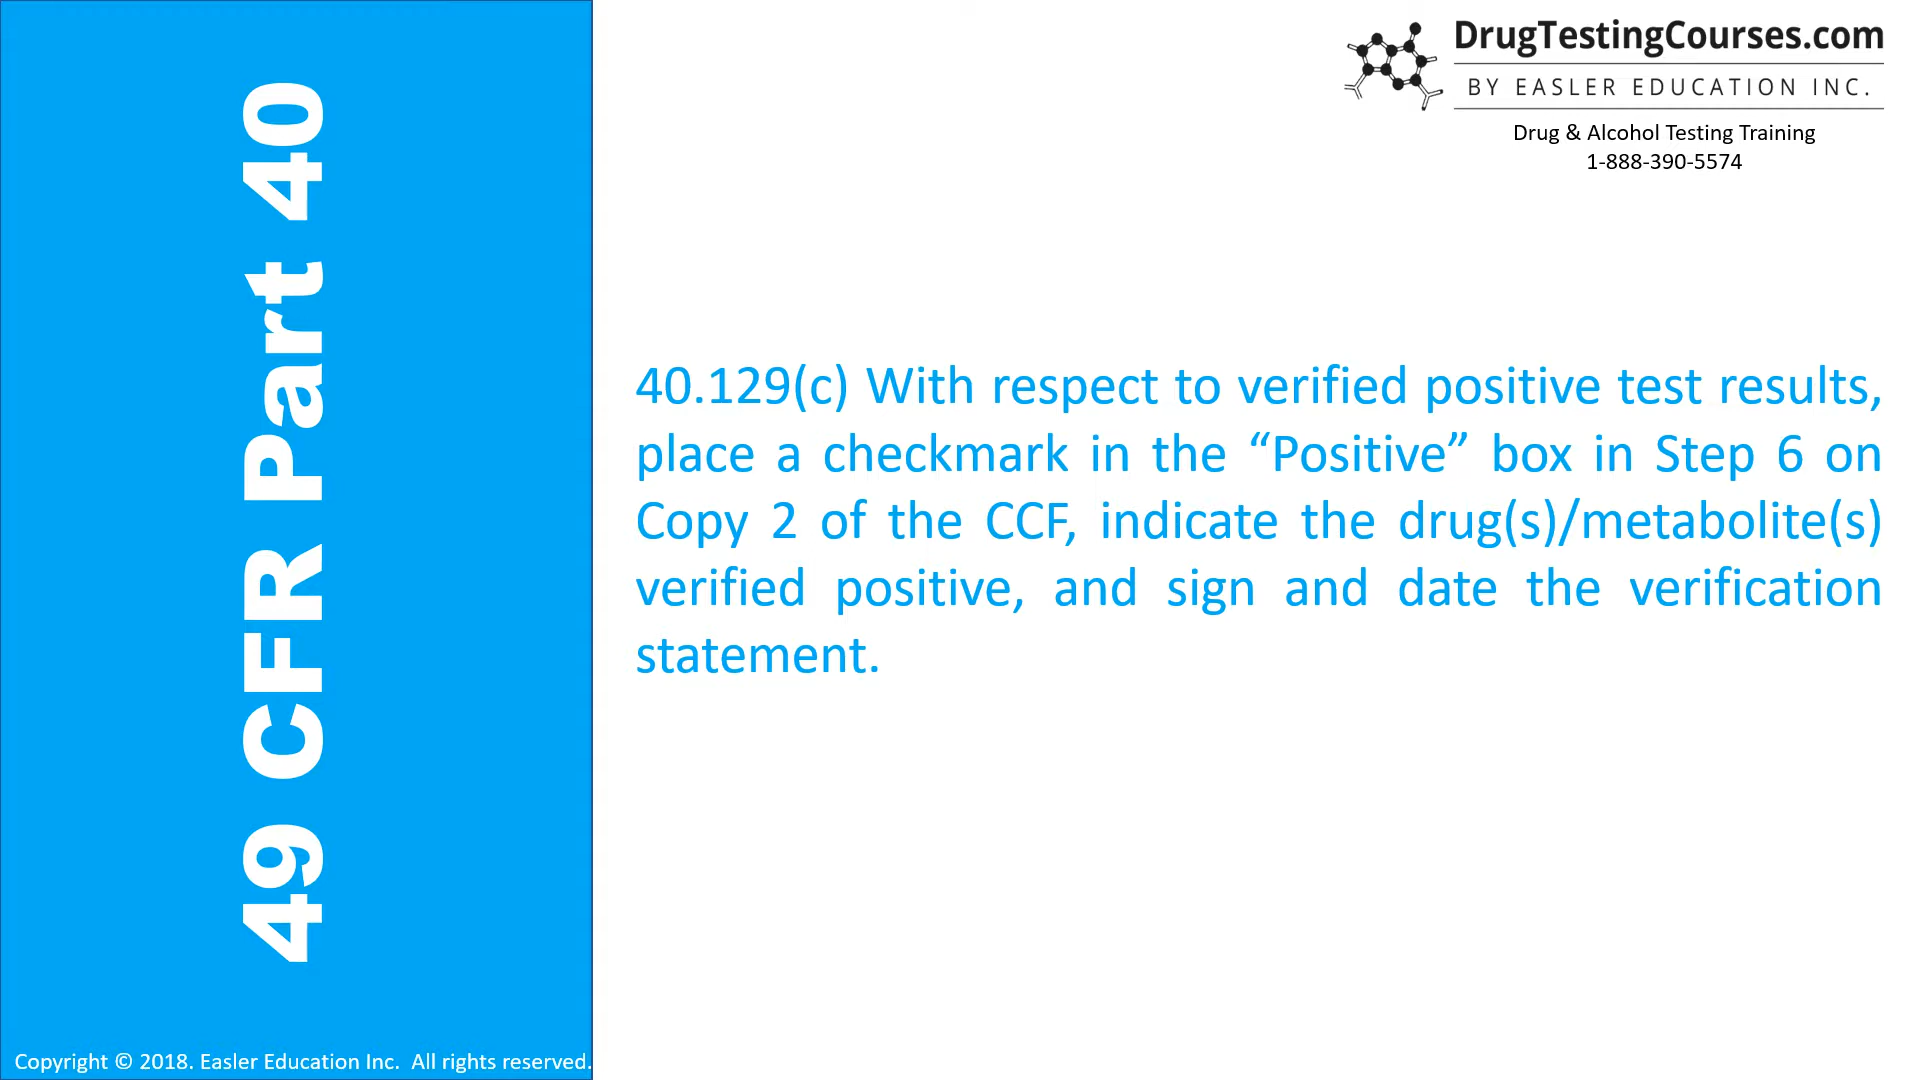 49 CFR Part 40
DrugTestingCourses.com
BY EASLER EDUCATION INC.
Drug & Alcohol Testing Training
1-888-390-5574
40.129(c) With respect to verified positive test results,
place a checkmark in the “Positive” box in Step 6 on
Copy 2 of the CCF, indicate the drug(s)/metabolite(s)
verified positive, and sign and date the verification
statement.
Copyright © 2018. Easler Education Inc. All rights reserved.